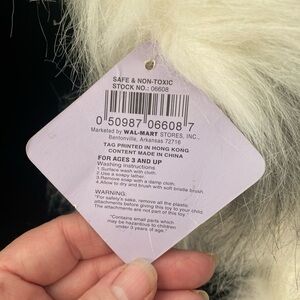 SAFE & NON-TOXIC
STOCK NO.: 06608
0 50987 06608 7
Marketed by WAL-MART STORES, INC.,
Bentonville, Arkansas 72716
TAG PRINTED IN HONG KONG
CONTENT MADE IN CHINA
FOR AGES 3 AND UP
Washing Instructions
1.Surface wash with cloth.
2.Use a soapy lather.
3.Remove soap with a damp cloth.
4.Allow to dry and brush with soft bristle brush.
WARNING:
"For safety's sake, remove all the plastic
attachments before giving this toy to your child.
The attachments are not part of this toy."
"Contains small parts which
may be hazardous to children
under 3 years of age."